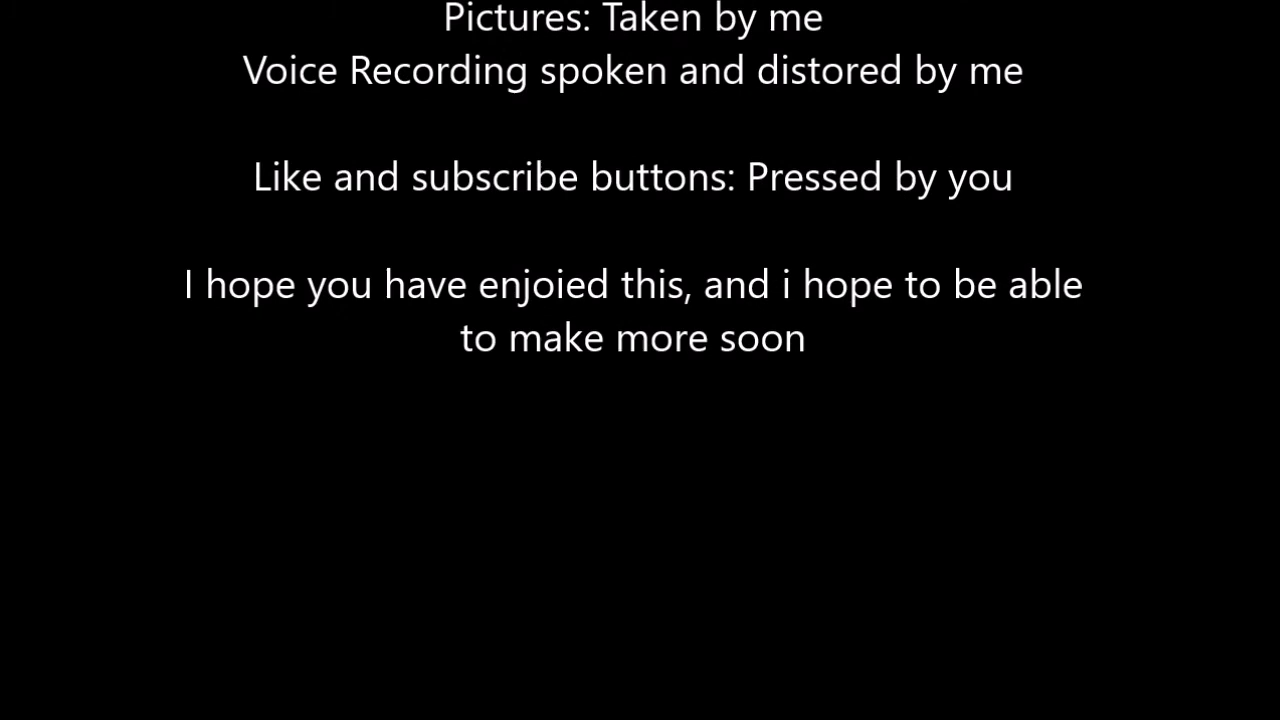 Pictures: Taken by me
Voice Recording spoken and distored by me
Like and subscribe buttons: Pressed by you
I hope you have enjoied this, and i hope to be able
to make more soon